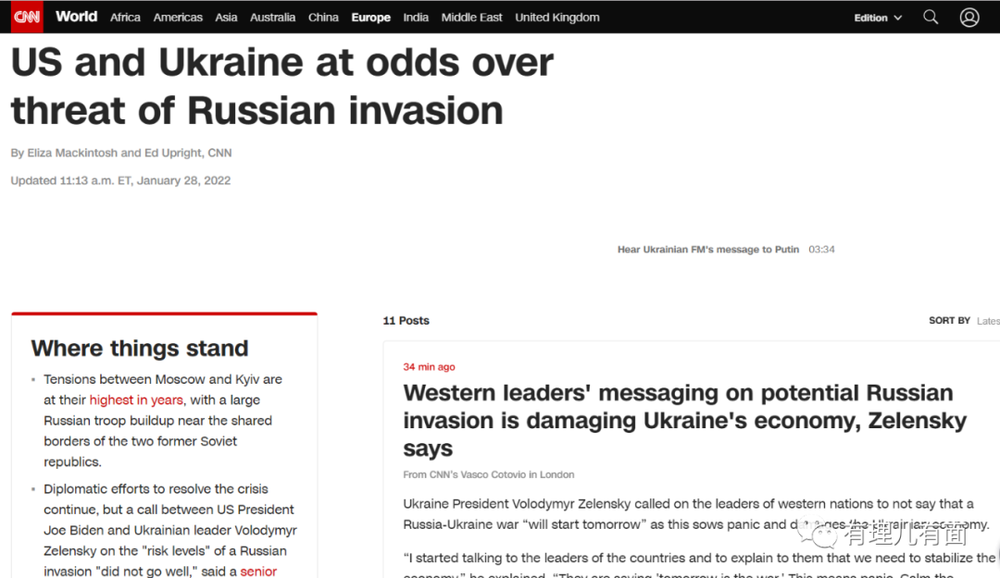 CNN World Africa Americas Asia Australia China Europe India Middle East United Kingdom Edition
US and Ukraine at odds over
threat of Russian invasion
By Eliza Mackintosh and Ed Upright, CNN
Updated 11:13 a.m. ET, January 28, 2022
Hear Ukrainian FM's message to Putin 03:34
Where things stand
• Tensions between Moscow and Kyiv are
at their highest in years, with a large
Russian troop buildup near the shared
borders of the two former Soviet
republics.
• Diplomatic efforts to resolve the crisis
continue, but a call between US President
Joe Biden and Ukrainian leader Volodymyr
Zelensky on the "risk levels" of a Russian
invasion "did not go well," said a senior
11 Posts
SORT BY Lates
34 min ago
Western leaders' messaging on potential Russian
invasion is damaging Ukraine's economy, Zelensky
says
From CNN's Vasco Cotovio in London
Ukraine President Volodymyr Zelensky called on the leaders of western nations to not say that a
Russia-Ukraine war “will start tomorrow” as this sows panic and damages the Ukrainian economy.
“I started talking to the leaders of the countries and to explain to them that we need to stabilize the
economy,” he explained. “They are saying ‘tomorrow is the war.’ This means panic. Calm the
有理儿有面